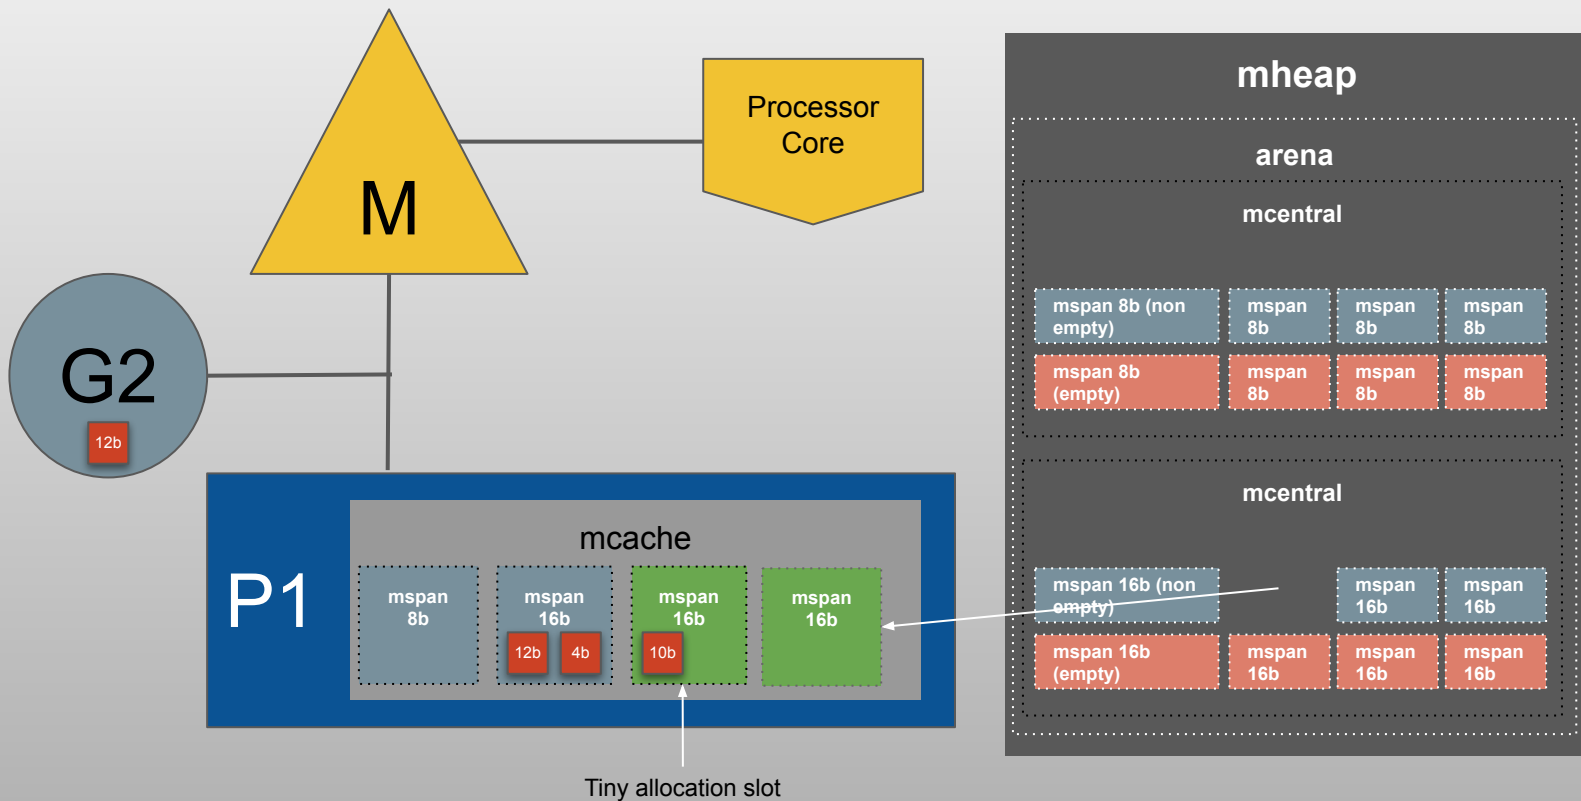 M
Processor
Core
G2
12b
P1
mcache
mspan
8b
mspan
16b
12b
4b
mspan
16b
10b
mspan
16b
Tiny allocation slot
mheap
arena
mcentral
mspan 8b (non
empty)
mspan
8b
mspan
8b
mspan
8b
mspan 8b
(empty)
mspan
8b
mspan
8b
mspan
8b
mcentral
mspan 16b (non
empty)
mspan
16b
mspan
16b
mspan 16b
(empty)
mspan
16b
mspan
16b
mspan
16b